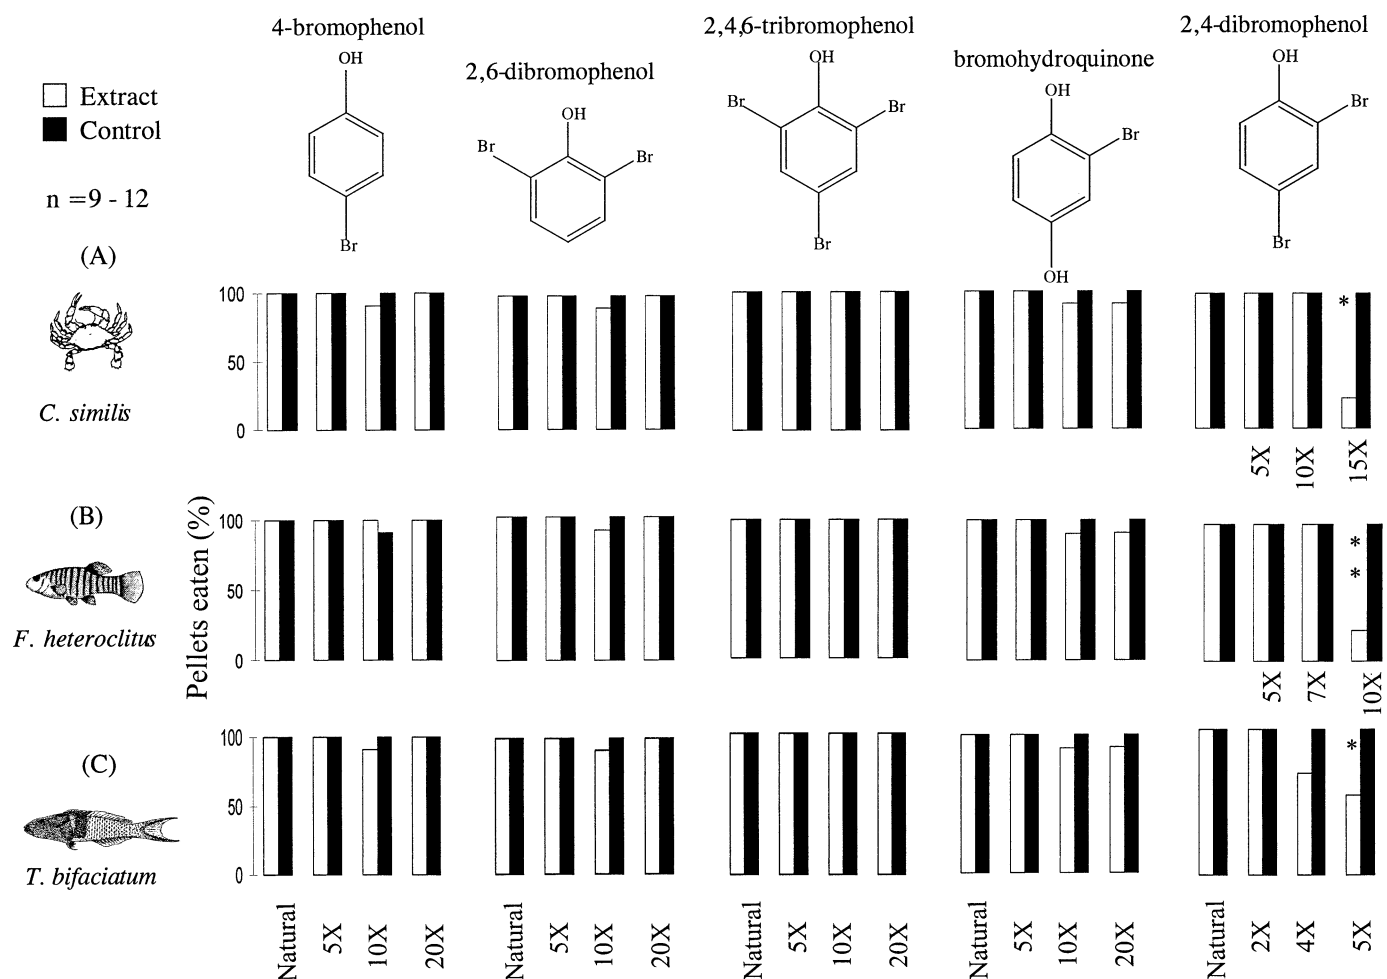 4-bromophenol
2,6-dibromophenol
2,4,6-tribromophenol
bromohydroquinone
2,4-dibromophenol
OH
Br
OH
Br
Br
OH
Br
Br
Br
OH
Br
OH
OH
Br
Br
Extract
Control
n =9 - 12
(A)
C. similis
100
50
0
*
5X
10X
15X
(B)
F. heteroclitus
Pellets eaten (%)
100
50
0
*
*
5X
7X
10X
(C)
T. bifaciatum
100
50
0
*
Natural 5X 10X 20X
Natural 5X 10X 20X
Natural 5X 10X 20X
Natural 5X 10X 20X
Natural 2X 4X 5X